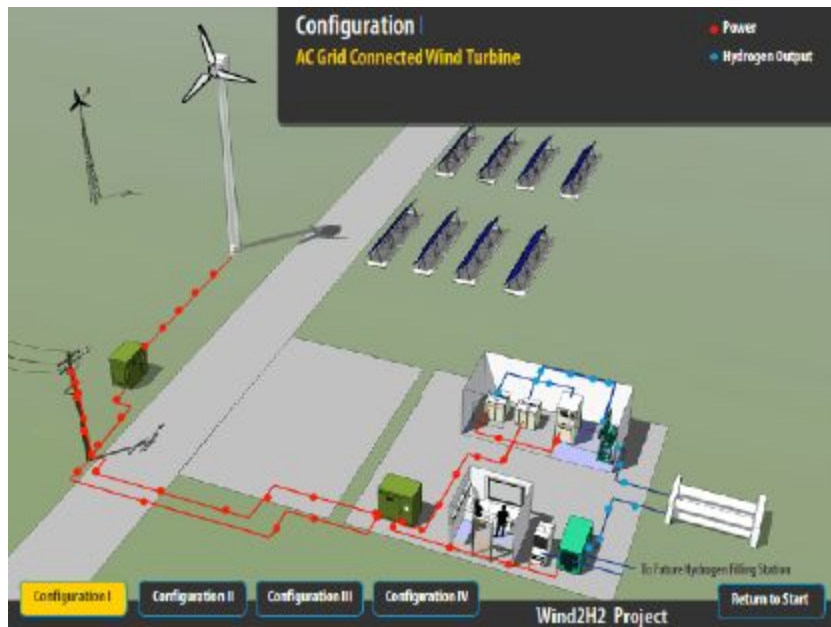 Configuration I
AC Grid Connected Wind Turbine
Power
Hydrogen Output
To Future Hydrogen Filling Station
Configuration I
Configuration II
Configuration III
Configuration IV
Wind2H2 Project
Return to Start